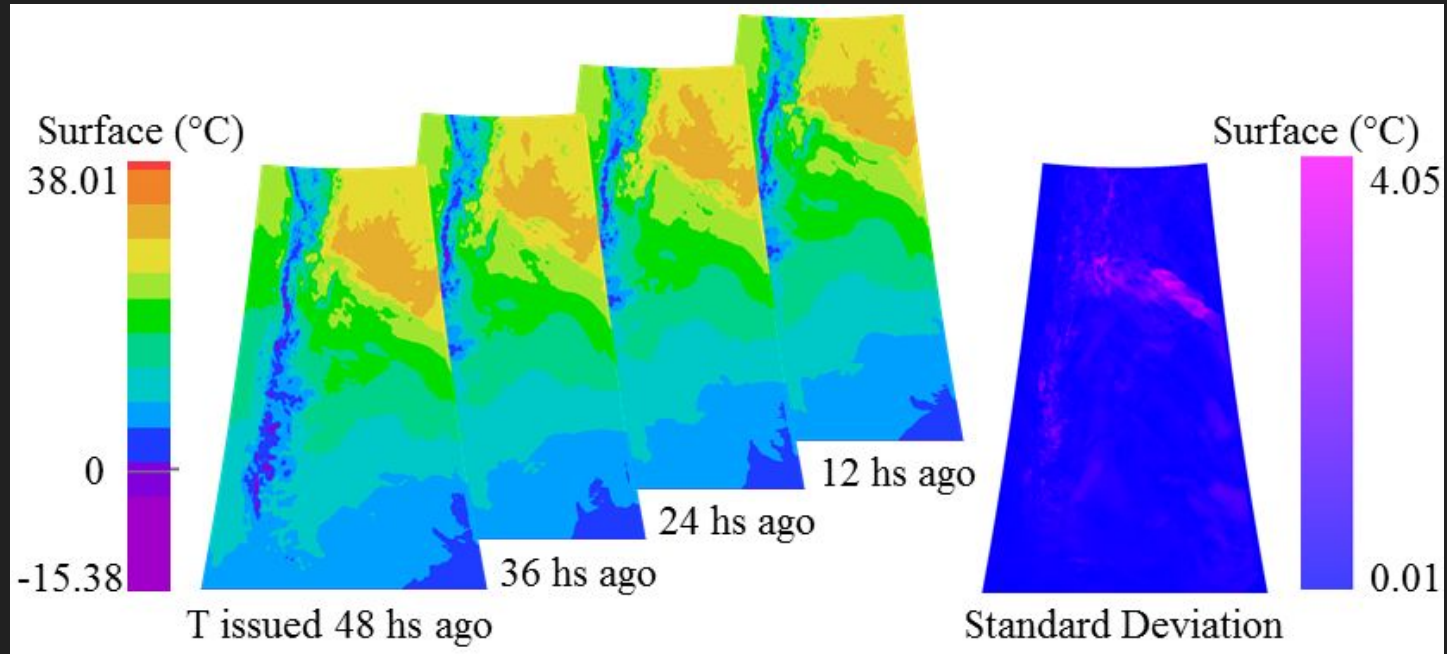 Surface (°C)
38.01
0
-15.38
T issued 48 hs ago
36 hs ago
24 hs ago
12 hs ago
Surface (°C)
4.05
0.01
Standard Deviation